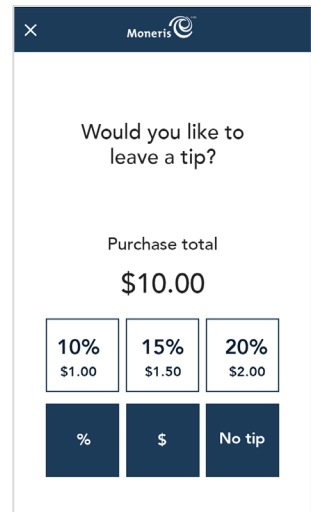 ×
Moneris
Would you like to
leave a tip?
Purchase total
$10.00
10% 15% 20%
$1.00 $1.50 $2.00
% $ No tip